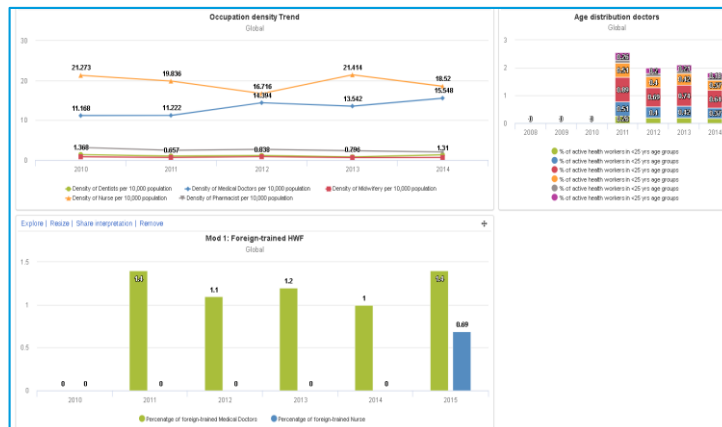 Occupation density Trend
Global
30
20
10
0
21.273
19.836
16.716
21.414
18.52
11.168
11.222
14.394
13.542
15.548
1.368
0.657
0.838
0.796
1.31
2010
2011
2012
2013
2014
Density of Dentists per 10,000 population
Density of Medical Doctors per 10,000 population
Density of Midwifery per 10,000 population
Density of Nurse per 10,000 population
Density of Pharmacist per 10,000 population
Age distribution doctors
Global
3
2
1
0
0
0
0
2008
2009
2010
2011
2012
2013
2014
% of active health workers in <25 yrs age groups
% of active health workers in <25 yrs age groups
% of active health workers in <25 yrs age groups
% of active health workers in <25 yrs age groups
% of active health workers in <25 yrs age groups
% of active health workers in <25 yrs age groups
Explore | Resize | Share interpretation | Remove
Mod 1: Foreign-trained HWF
Global
1.5
1
0.5
0
0 0
1.4 0
1.1 0
1.2 0
1 0
1.4 0.69
2010
2011
2012
2013
2014
2015
Percenatge of foreign-trained Medical Doctors
Percenatge of foreign-trained Nurse